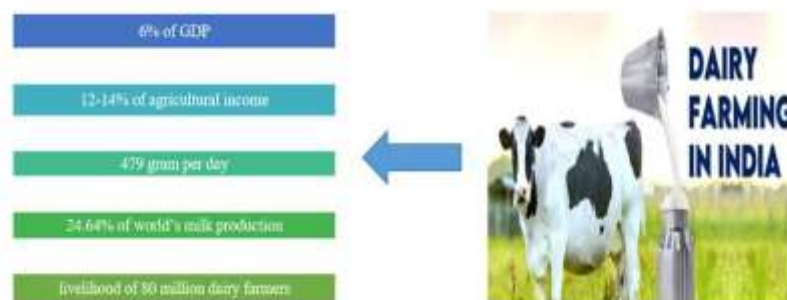 6% of GDP
12-14% of agricultural income
479 gram per day
24.64% of world's milk production
livelihood of 80 million dairy farmers
DAIRY
FARMING
IN INDIA